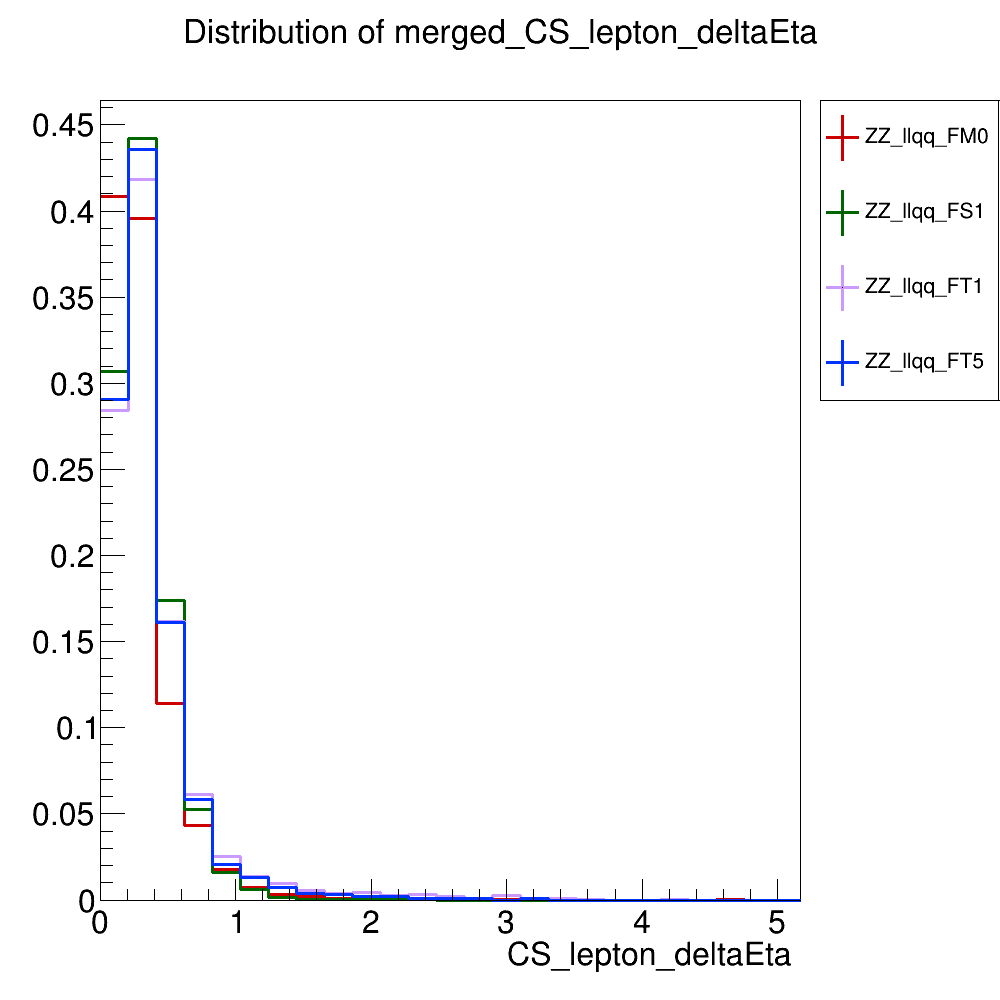 Distribution of merged_CS_lepton_deltaEta
0.45
0.4
0.35
0.3
0.25
0.2
0.15
0.1
0.05
0
0 1 2 3 4 5
CS_lepton_deltaEta
ZZ_llqq_FM0
ZZ_llqq_FS1
ZZ_llqq_FT1
ZZ_llqq_FT5